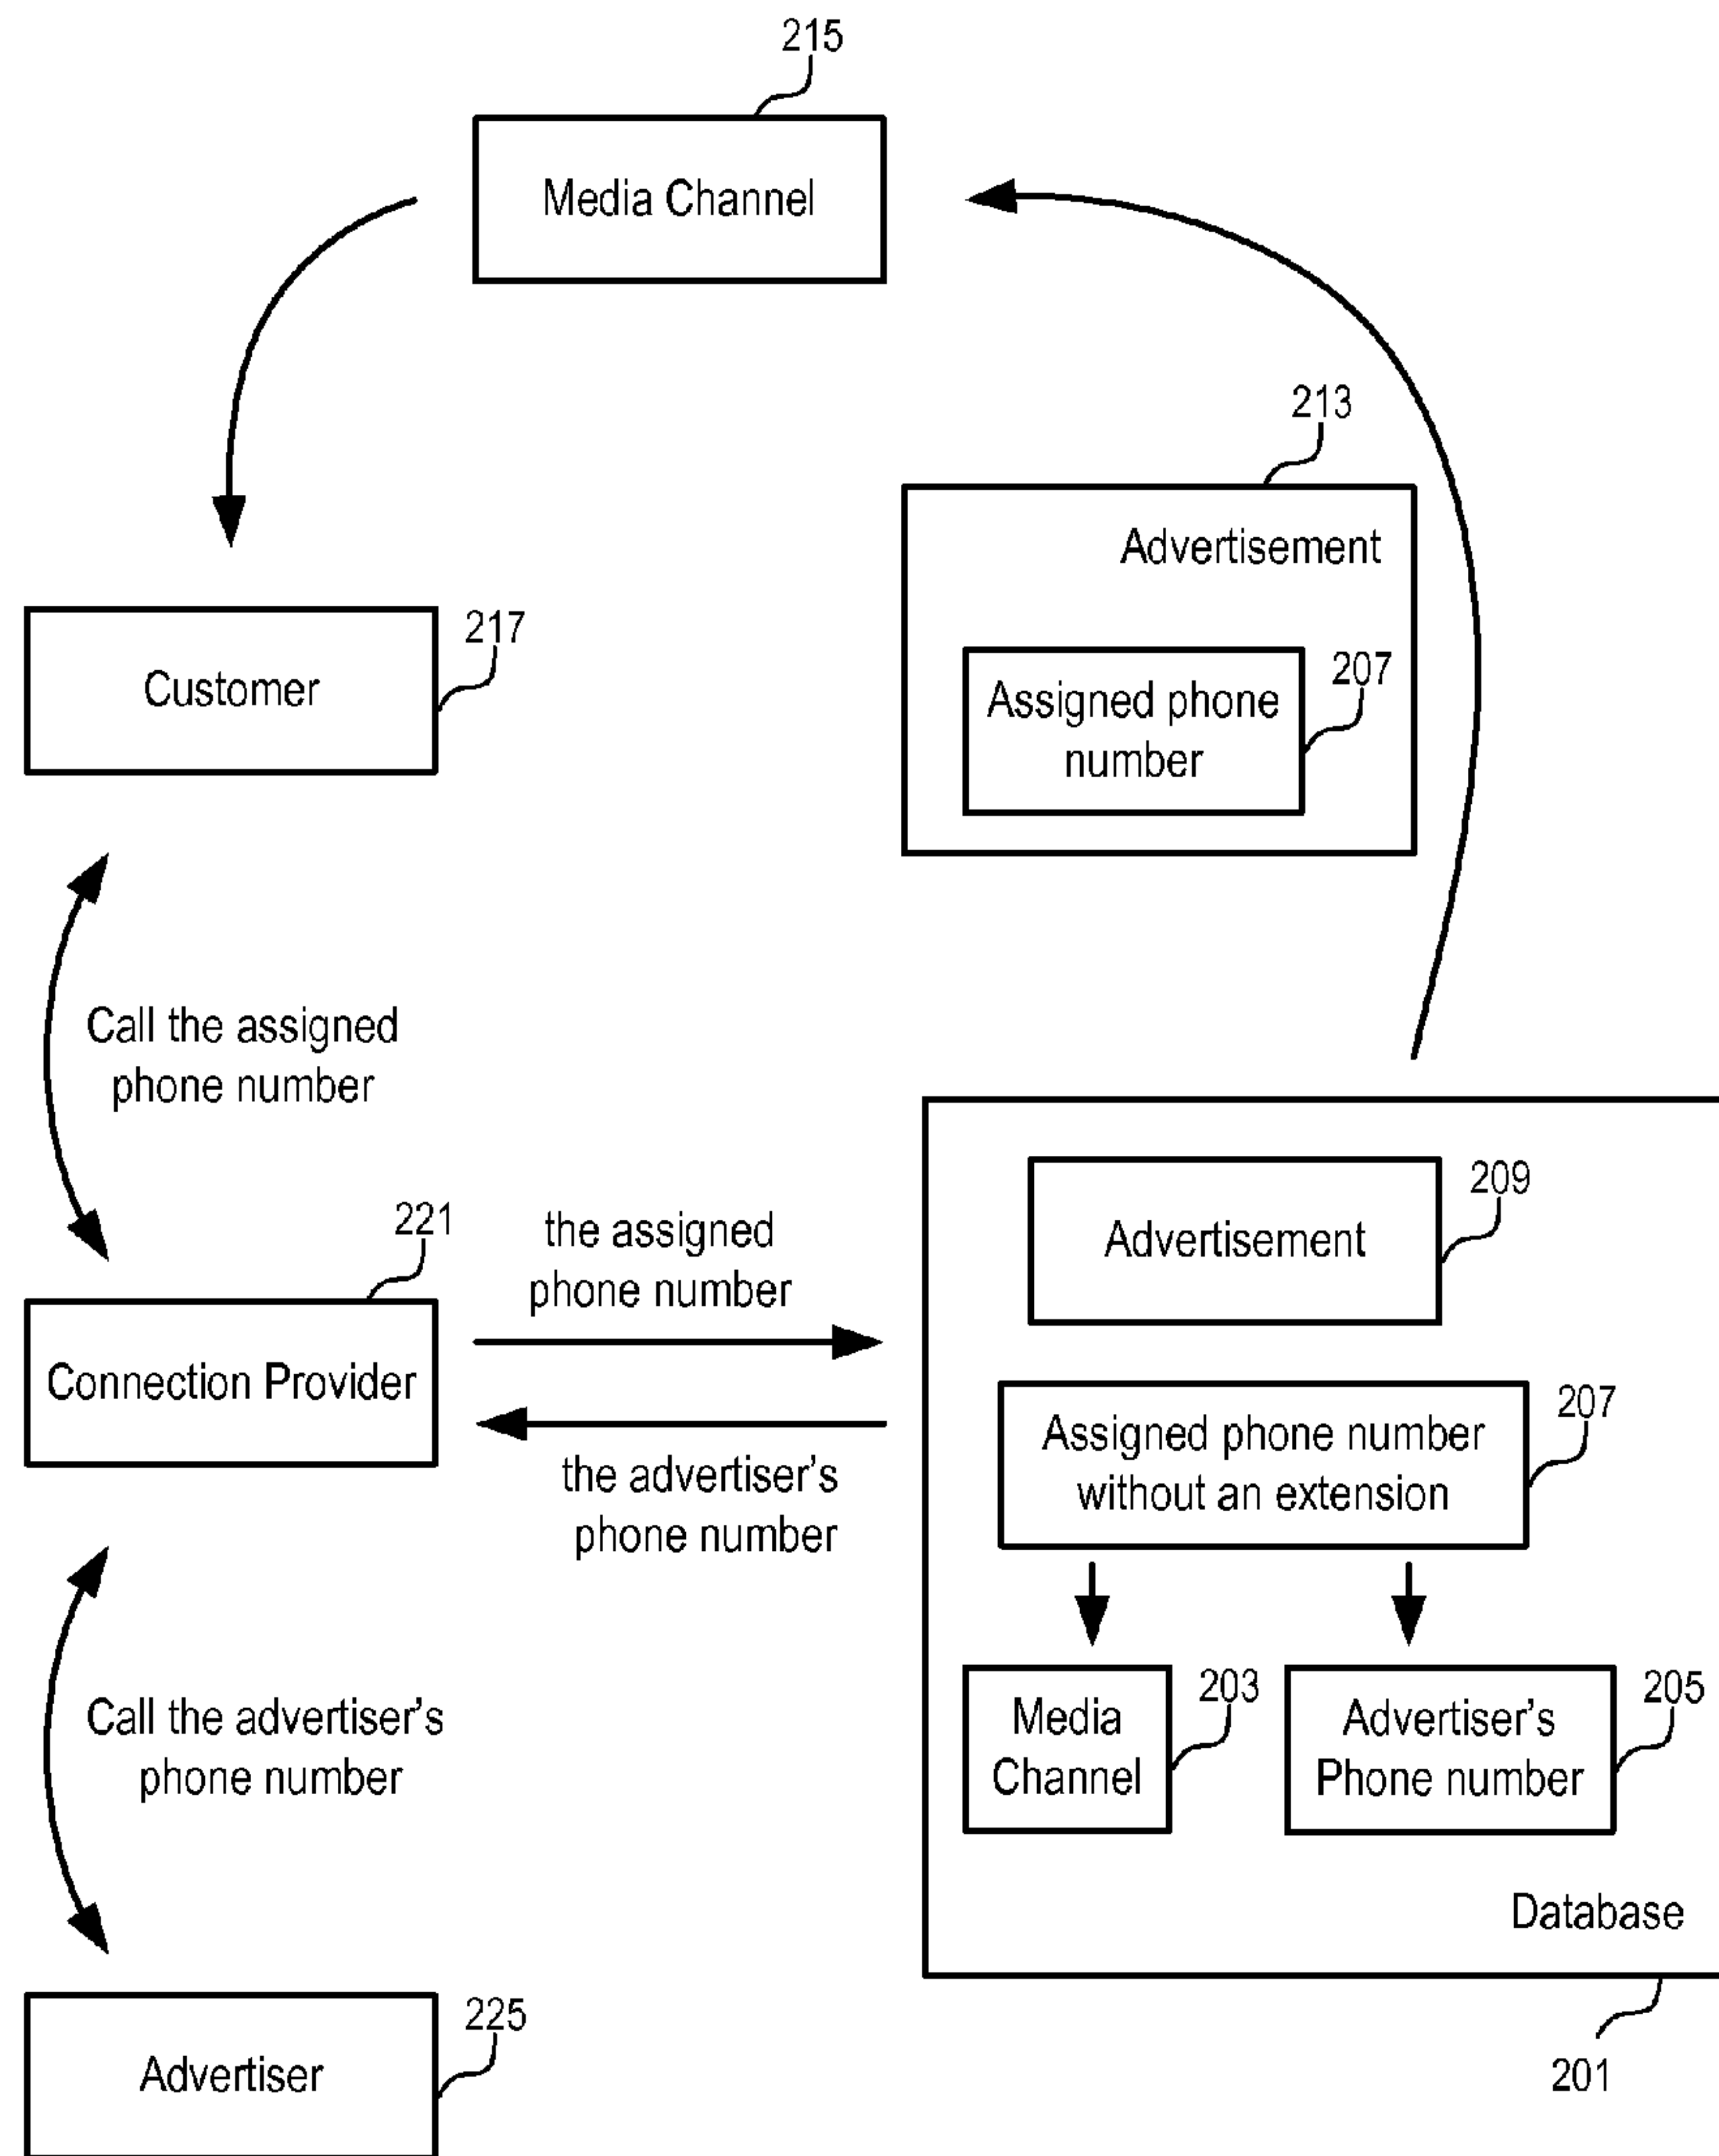 215
Media Channel
213
Advertisement
207
Assigned phone
number
217
Customer
Call the assigned
phone number
221
Connection Provider
the assigned
phone number
the advertiser's
phone number
209
Advertisement
207
Assigned phone number
without an extension
203
Media
Channel
205
Advertiser's
Phone number
Database
201
Call the advertiser's
phone number
225
Advertiser